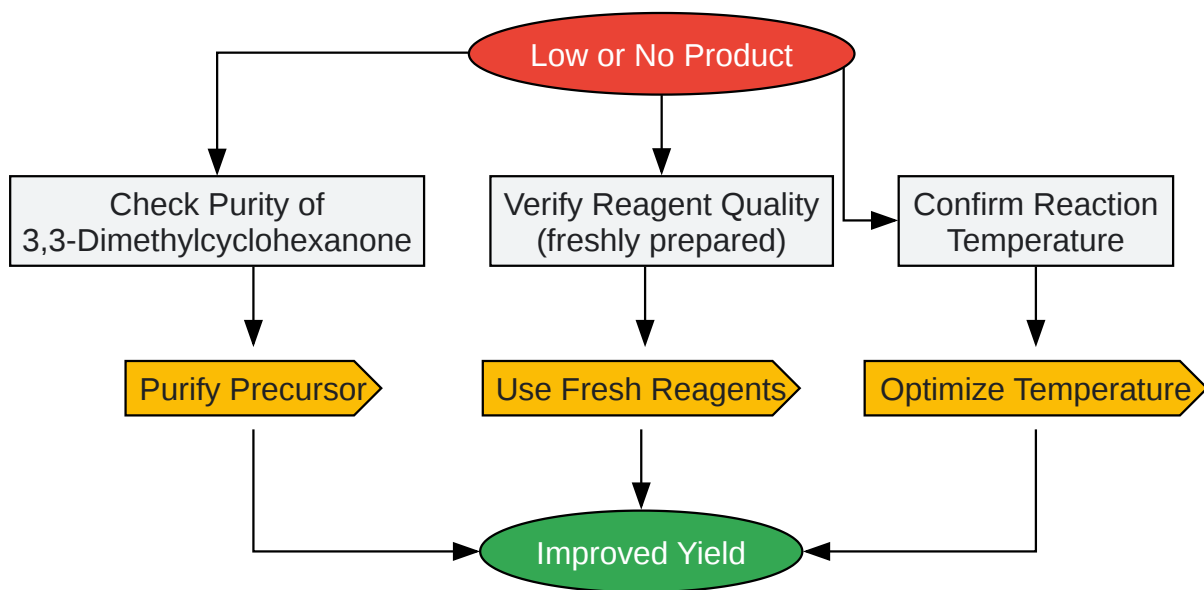 Low or No Product
Check Purity of
3,3-Dimethylcyclohexanone
Verify Reagent Quality
(freshly prepared)
Confirm Reaction
Temperature
Purify Precursor
Use Fresh Reagents
Optimize Temperature
Improved Yield